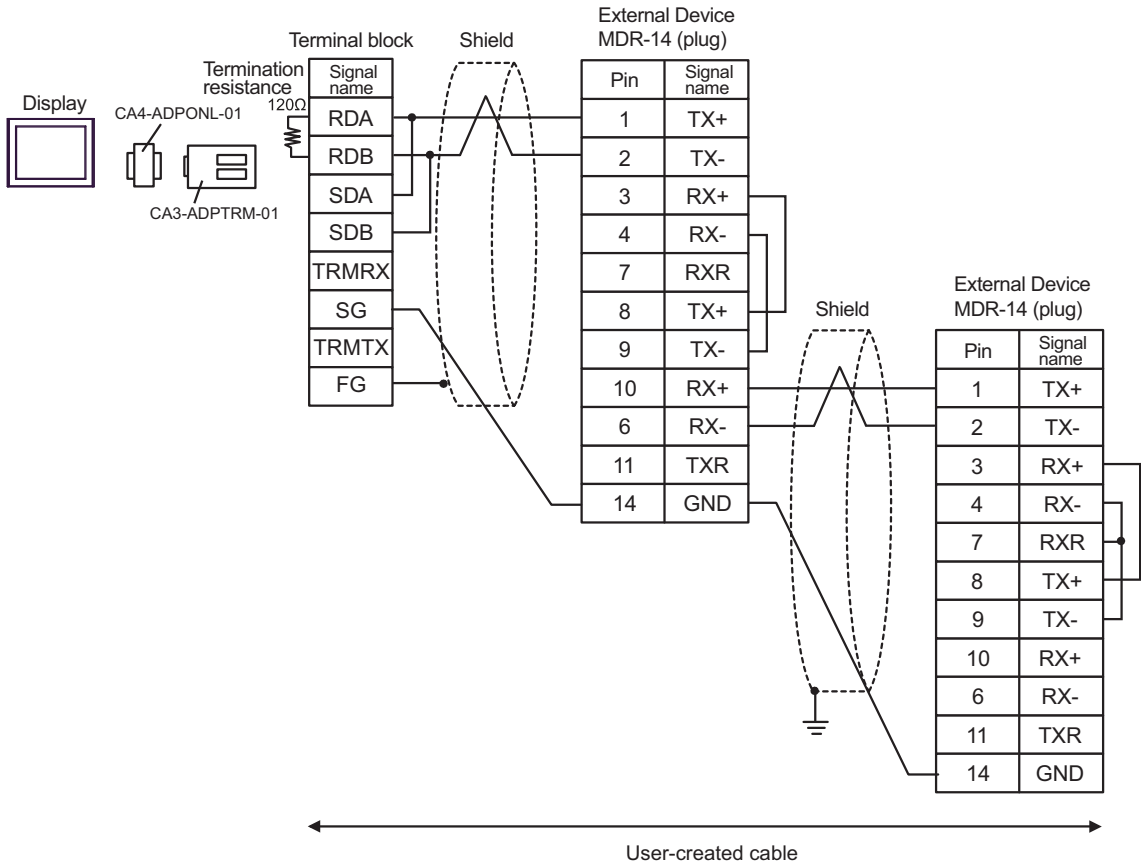 Display
CA4-ADPONL-01
CA3-ADPTRM-01
Termination
resistance
120Ω
Terminal block
Signal
name
RDA
RDB
SDA
SDB
TRMRX
SG
TRMTX
FG
Shield
External Device
MDR-14 (plug)
Pin Signal
name
1 TX+
2 TX-
3 RX+
4 RX-
7 RXR
8 TX+
9 TX-
10 RX+
6 RX-
11 TXR
14 GND
Shield
External Device
MDR-14 (plug)
Pin Signal
name
1 TX+
2 TX-
3 RX+
4 RX-
7 RXR
8 TX+
9 TX-
10 RX+
6 RX-
11 TXR
14 GND
User-created cable